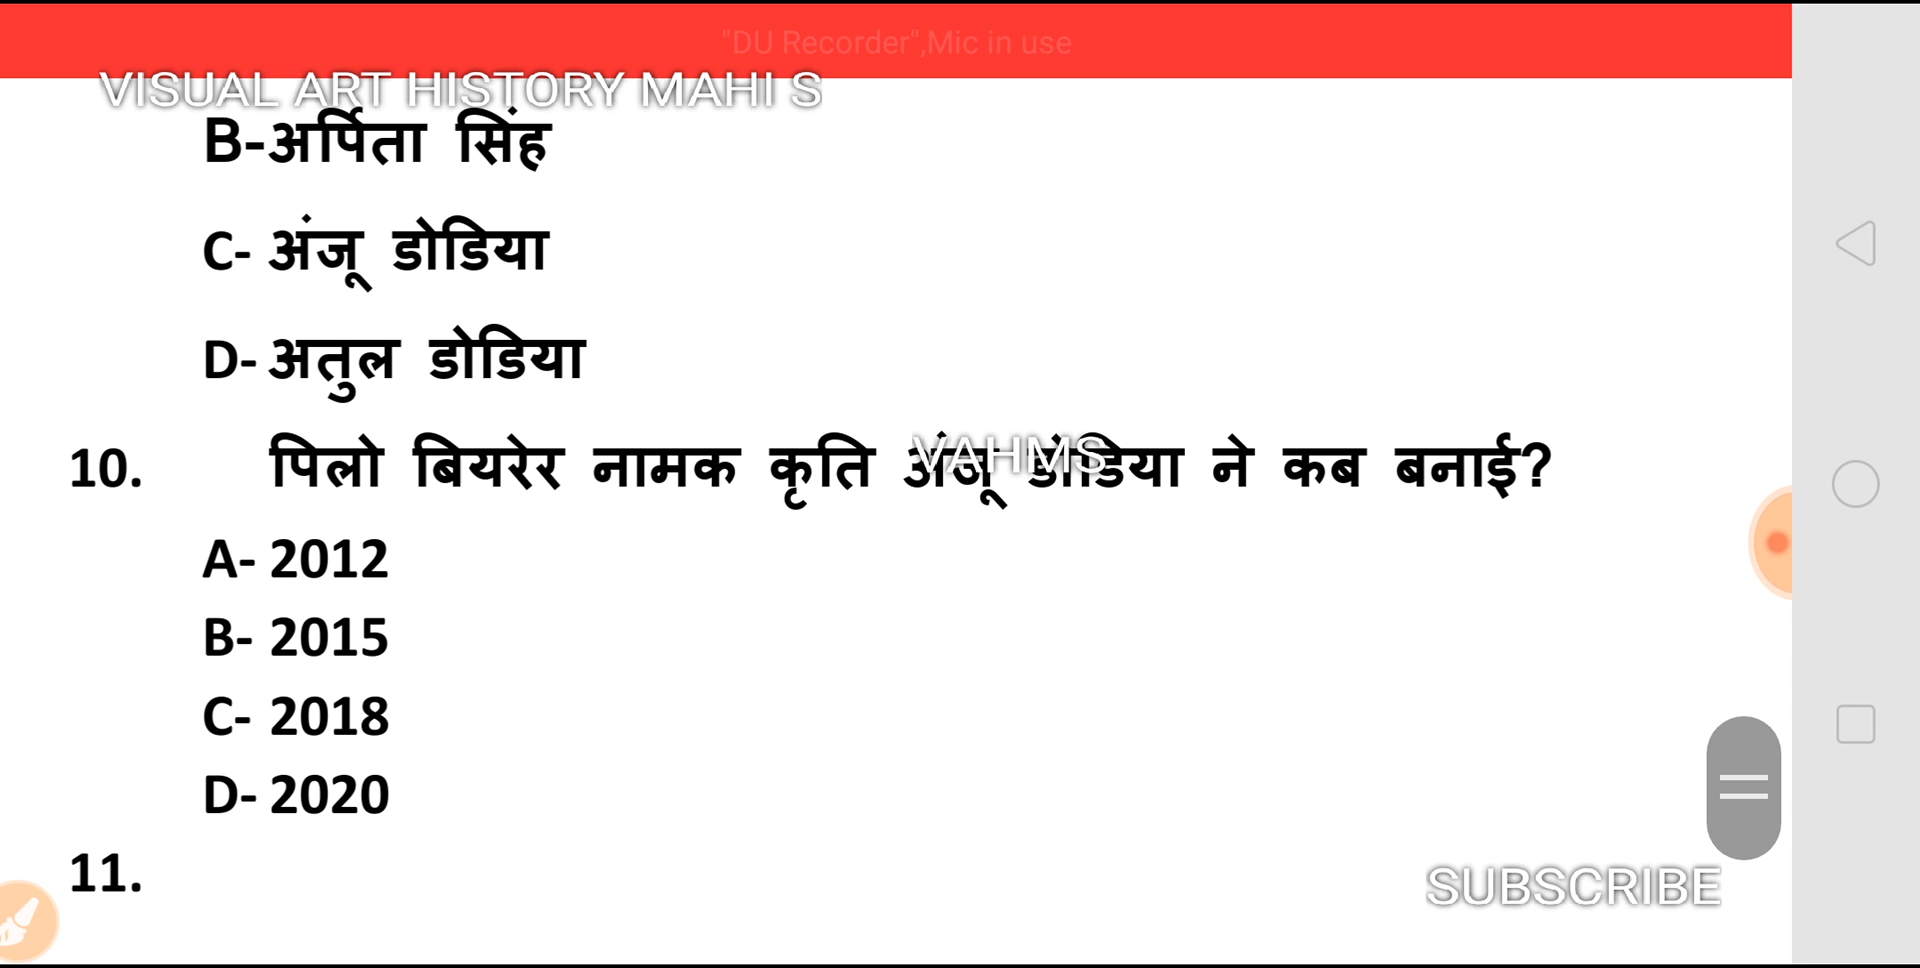 "DU Recorder",Mic in use
VISUAL ART HISTORY MAHI S
B-अर्पिता सिंह
C- अंजू डोडिया
D- अतुल डोडिया
10. पिलो बियरेर नामक कृति अंजू डोडिया ने कब बनाई?
VAHMS
A- 2012
B- 2015
C- 2018
D- 2020
11.
SUBSCRIBE